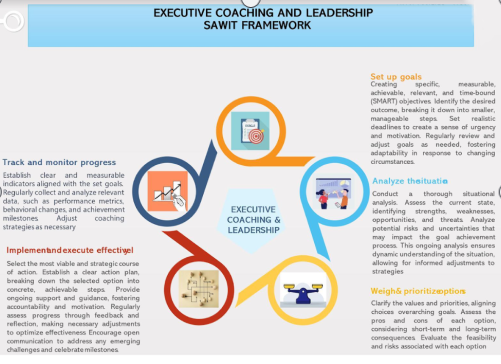 EXECUTIVE COACHING AND LEADERSHIP
SAWIT FRAMEWORK
Set up goals
Creating specific, measurable,
achievable, relevant, and time-bound
(SMART) objectives. Identify the desired
outcome, breaking it down into smaller,
manageable steps. Set realistic
deadlines to create a sense of urgency
and motivation. Regularly review and
adjust goals as needed, fostering
adaptability in response to changing
circumstances.
Analyze the situatio
Conduct a thorough situational
analysis. Assess the current state,
identifying strengths, weaknesses,
opportunities, and threats. Analyze
potential risks and uncertainties that
may impact the goal achievement
process. This ongoing analysis ensures
dynamic understanding of the situation,
allowing for informed adjustments to
strategies
Weigh & prioritize options
Clarify the values and priorities, aligning
choices overarching goals. Assess the
pros and cons of each option,
considering short-term and long-term
consequences Evaluate the feasibility
and risks associated with each option
Implement and execute effectivel
Select the most viable and strategic course
of action. Establish a clear action plan,
breaking down the selected option into
concrete, achievable steps. Provide
ongoing support and guidance, fostering
accountability and motivation. Regularly
assess progress through feedback and
reflection, making necessary adjustments
to optimize effectiveness Encourage open
communication to address any emerging
challenges and celebrate milestones.
Track and monitor progress
Establish clear and measurable
indicators aligned with the set goals.
Regularly collect and analyze relevant
data, such as performance metrics,
behavioral changes, and achievement
milestones. Adjust coaching
strategies as necessary
EXECUTIVE
COACHING &
LEADERSHIP
GOALS